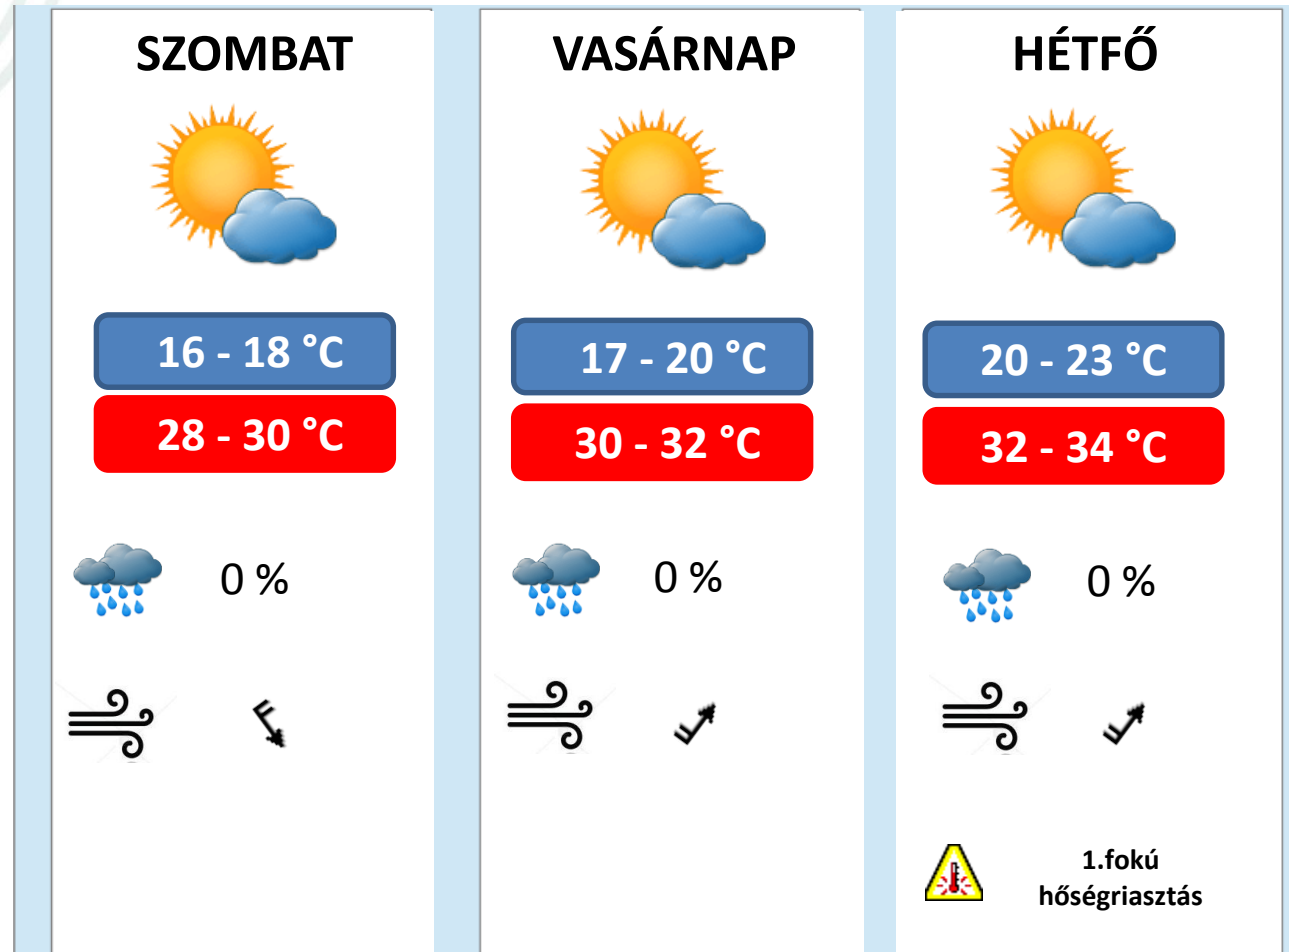 SZOMBAT
16 - 18 °C
28 - 30 °C
0 %
VASÁRNAP
17 - 20 °C
30 - 32 °C
0 %
HÉTFŐ
20 - 23 °C
32 - 34 °C
0 %
1.fokú
hőségriasztás